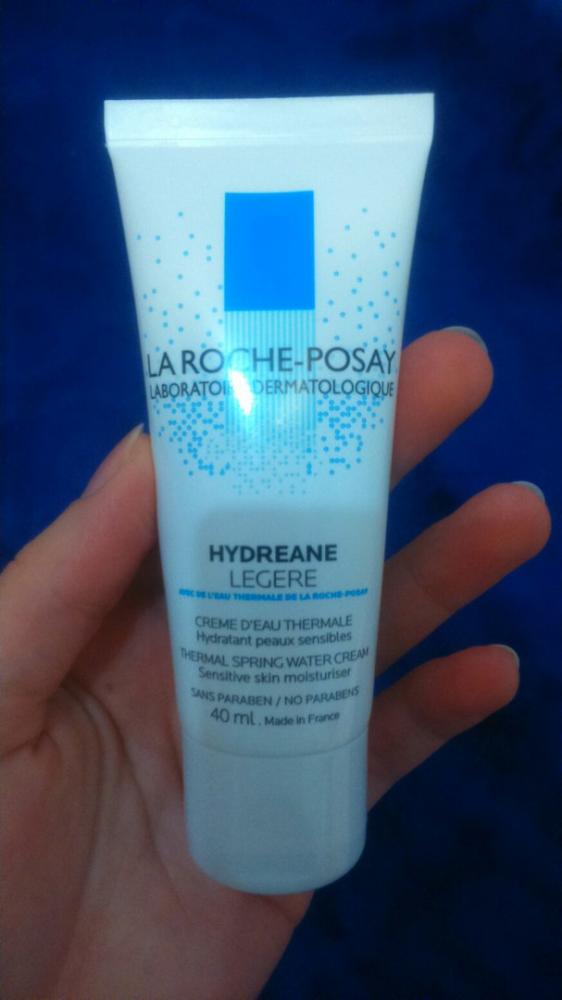 LA ROCHE-POSAY
LABORATOIRE DERMATOLOGIQUE
HYDREANE
LEGERE
AVEC DE L'EAU THERMALE DE LA ROCHE-POSAY
CREME D'EAU THERMALE
Hydratant peaux sensibles
THERMAL SPRING WATER CREAM
Sensitive skin moisturiser
SANS PARABEN / NO PARABENS
40 ml . Made in France